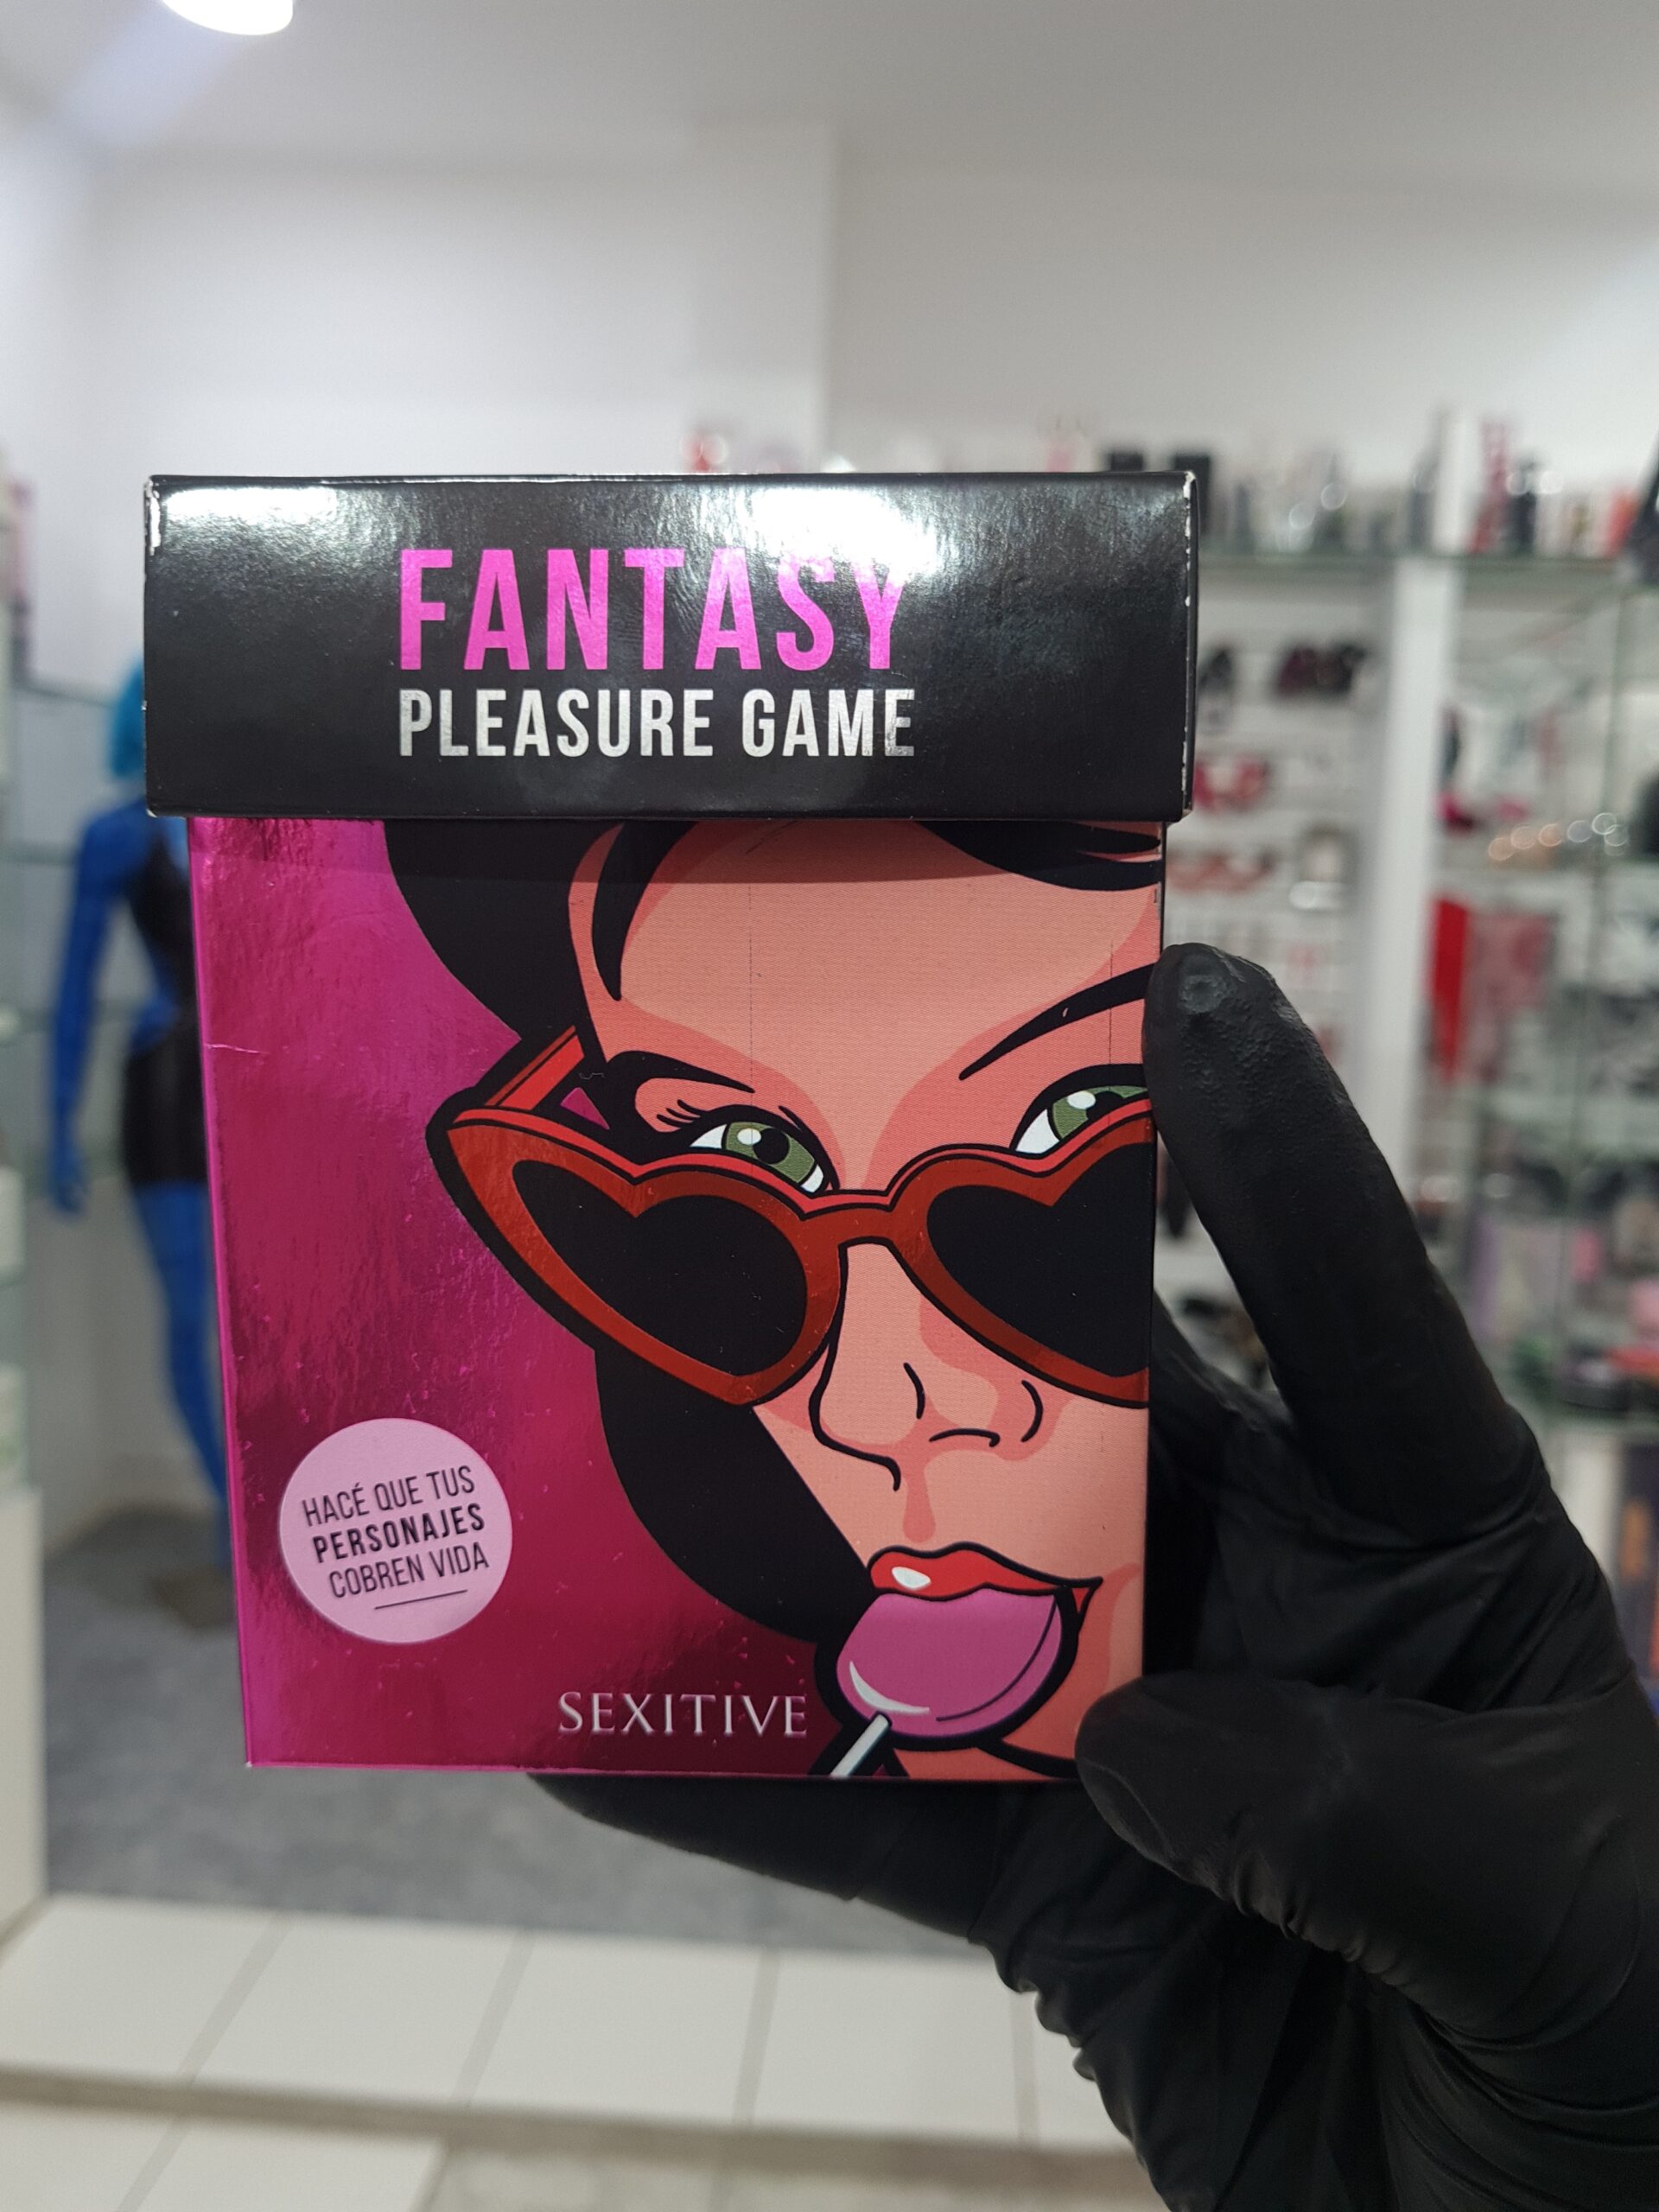 FANTASY
PLEASURE GAME
HACÉ QUE TUS
PERSONAJES
COBREN VIDA
SEXITIVE